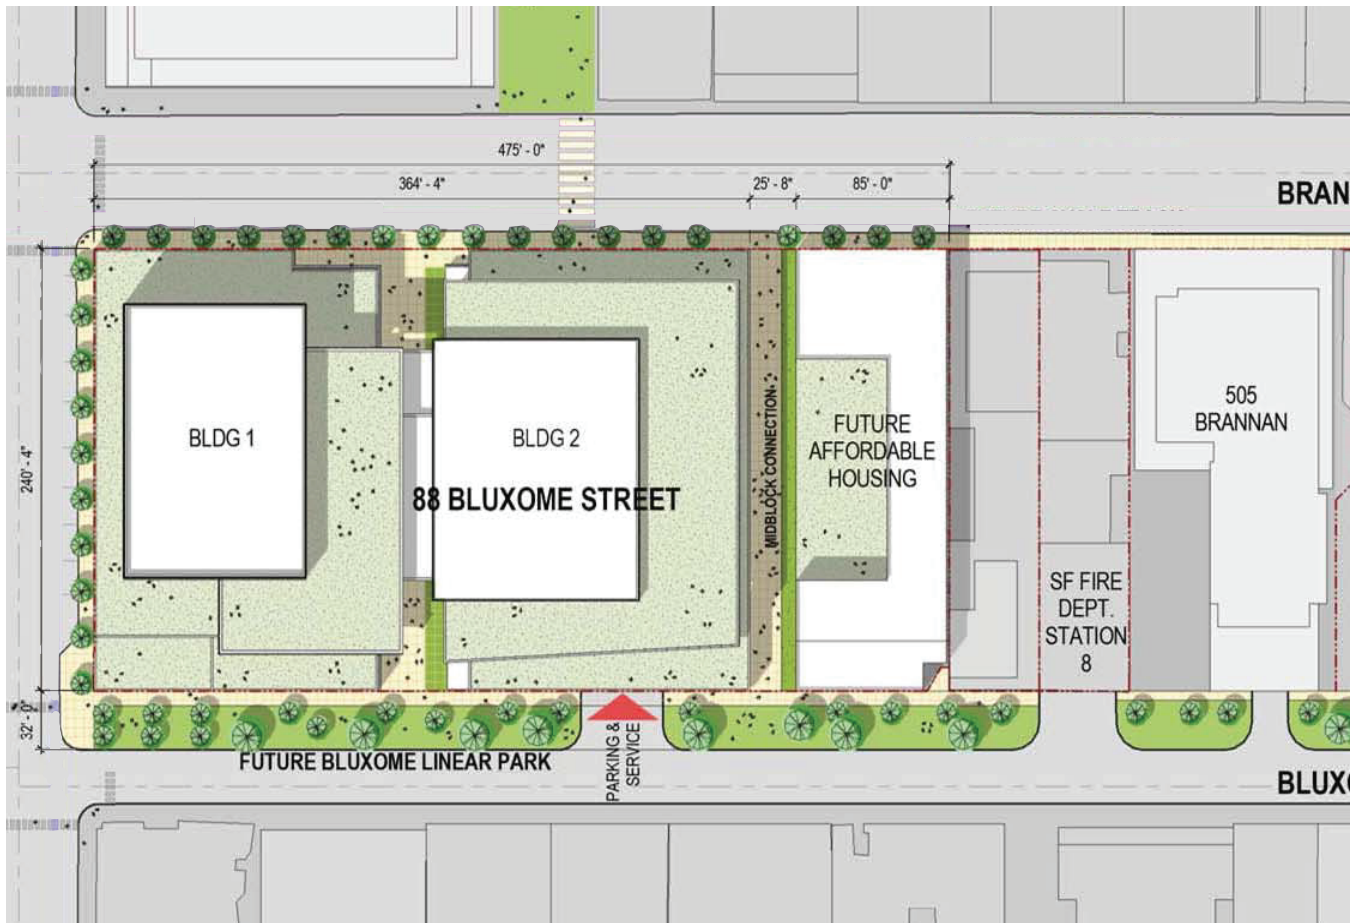 475' - 0"
364' - 4"
25' - 8"
85' - 0"
BRAN
240' - 4"
BLDG 1
BLDG 2
88 BLUXOME STREET
MIDBLOCK CONNECTION
FUTURE
AFFORDABLE
HOUSING
505
BRANNAN
SF FIRE
DEPT.
STATION
8
32' - 0"
FUTURE BLUXOME LINEAR PARK
PARKING &
SERVICE
BLUXO